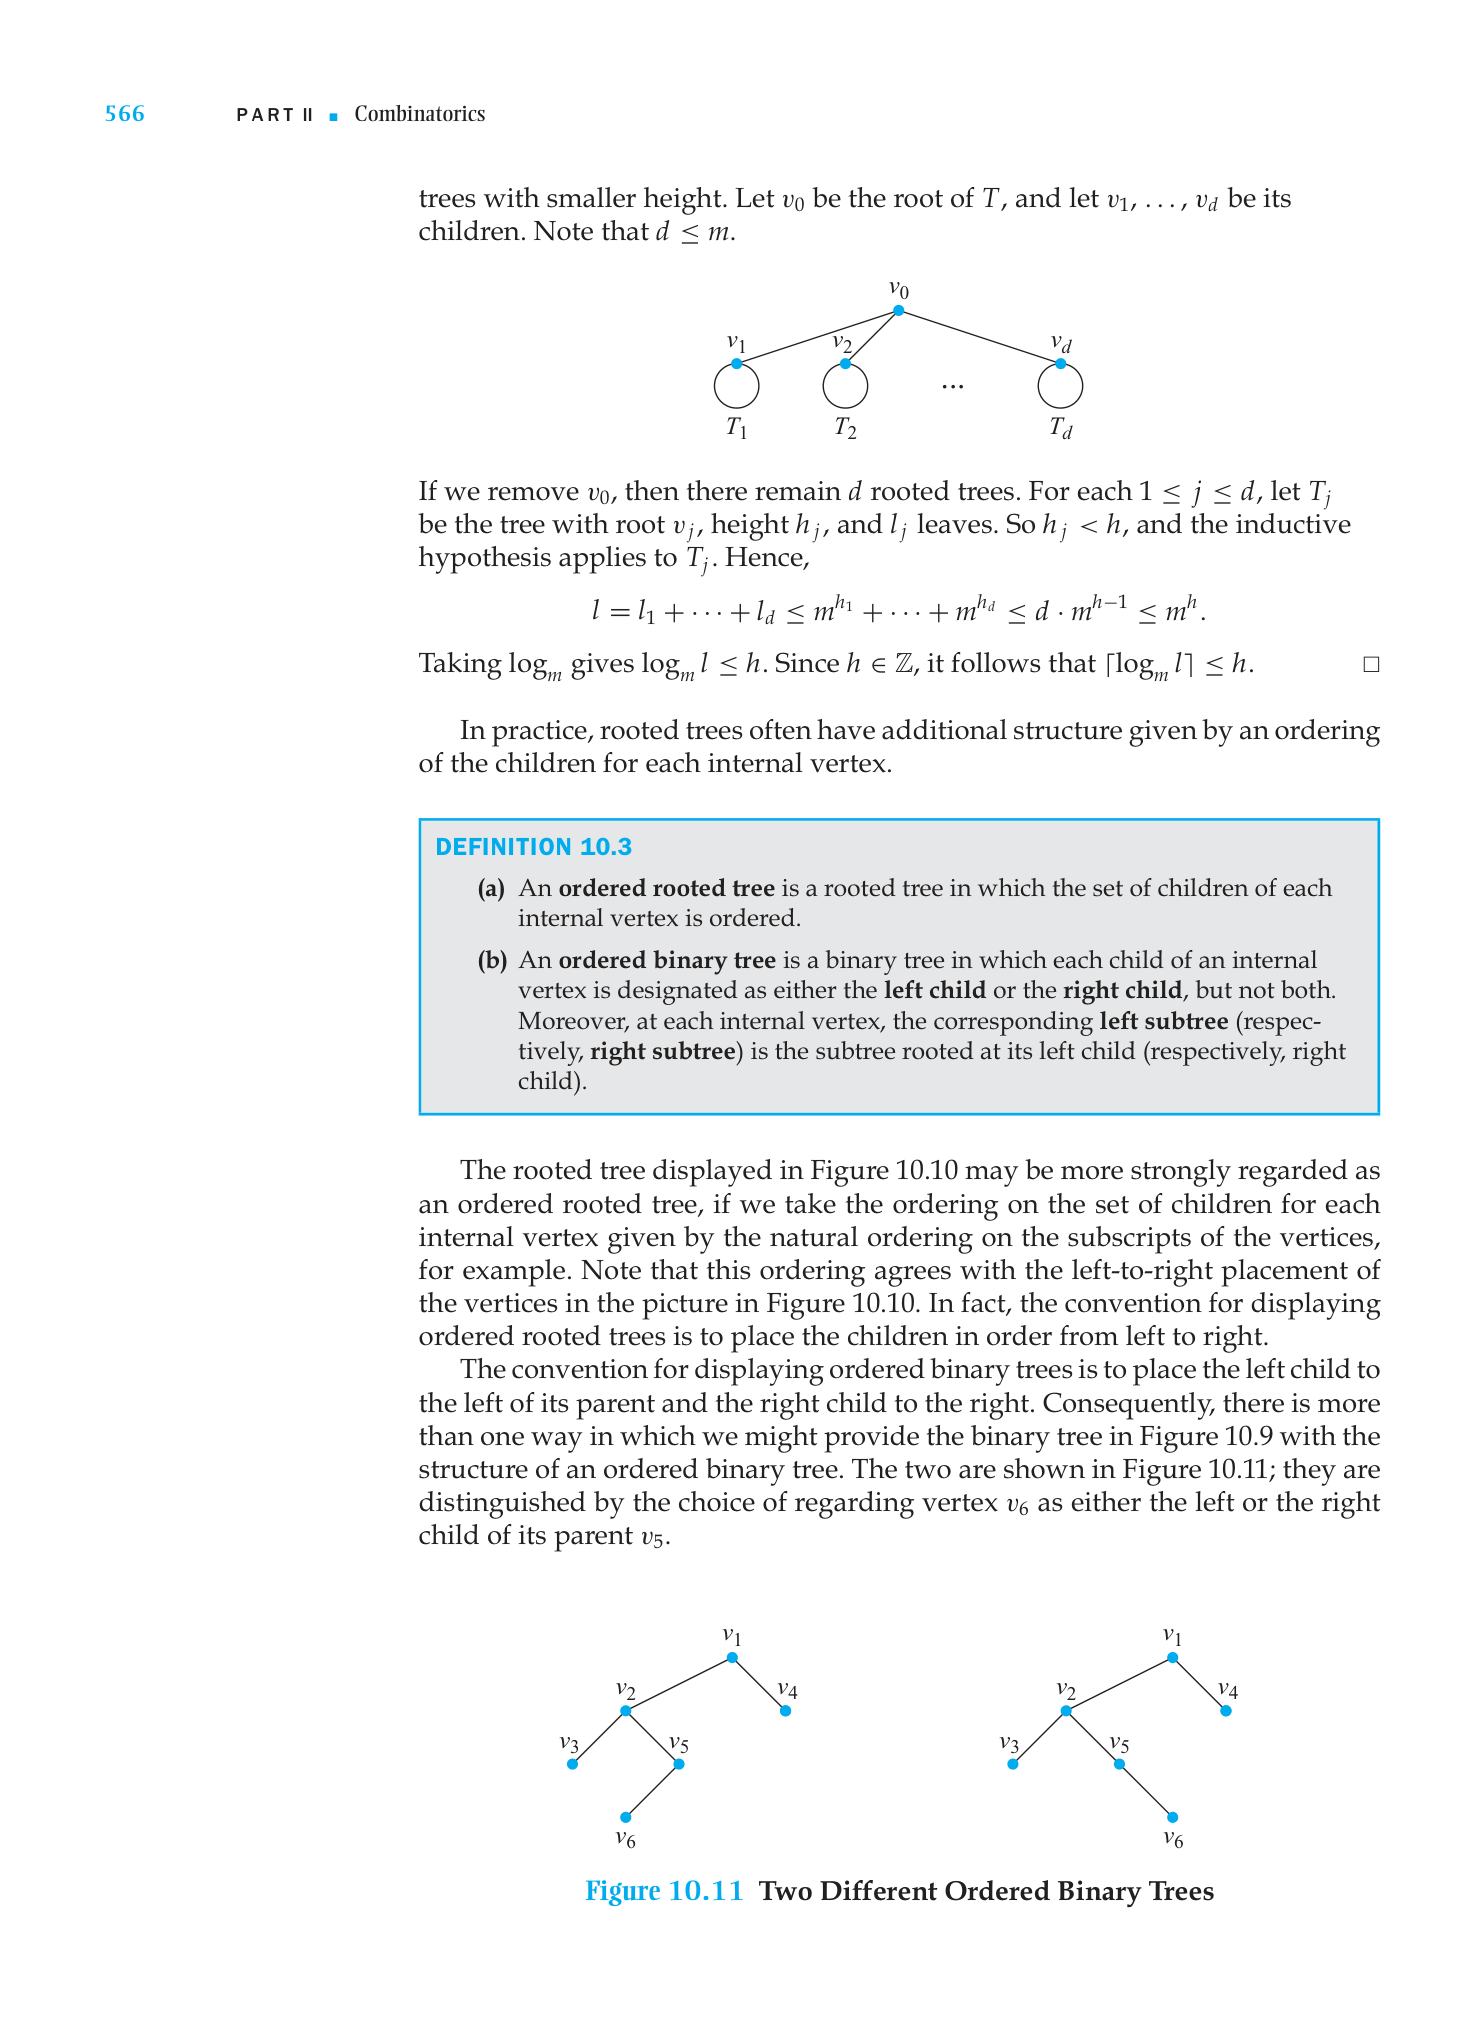 566 PART II ■ Combinatorics
trees with smaller height. Let v₀ be the root of T, and let v₁, . . . , v_d be its
children. Note that d ≤ m.
v₀
v₁ v₂ v_d
...
T₁ T₂ T_d
If we remove v₀, then there remain d rooted trees. For each 1 ≤ j ≤ d, let T_j
be the tree with root v_j, height h_j, and l_j leaves. So h_j < h, and the inductive
hypothesis applies to T_j. Hence,
l = l₁ + · · · + l_d ≤ m^{h₁} + · · · + m^{h_d} ≤ d · m^{h−1} ≤ m^h.
Taking log_m gives log_m l ≤ h. Since h ∈ ℤ, it follows that ⌈log_m l⌉ ≤ h. □
In practice, rooted trees often have additional structure given by an ordering
of the children for each internal vertex.
DEFINITION 10.3
(a) An ordered rooted tree is a rooted tree in which the set of children of each
internal vertex is ordered.
(b) An ordered binary tree is a binary tree in which each child of an internal
vertex is designated as either the left child or the right child, but not both.
Moreover, at each internal vertex, the corresponding left subtree (respec-
tively, right subtree) is the subtree rooted at its left child (respectively, right
child).
The rooted tree displayed in Figure 10.10 may be more strongly regarded as
an ordered rooted tree, if we take the ordering on the set of children for each
internal vertex given by the natural ordering on the subscripts of the vertices,
for example. Note that this ordering agrees with the left-to-right placement of
the vertices in the picture in Figure 10.10. In fact, the convention for displaying
ordered rooted trees is to place the children in order from left to right.
The convention for displaying ordered binary trees is to place the left child to
the left of its parent and the right child to the right. Consequently, there is more
than one way in which we might provide the binary tree in Figure 10.9 with the
structure of an ordered binary tree. The two are shown in Figure 10.11; they are
distinguished by the choice of regarding vertex v₆ as either the left or the right
child of its parent v₅.
v₁ v₁
v₂ v₄ v₂ v₄
v₃ v₅ v₃ v₅
v₆ v₆
Figure 10.11 Two Different Ordered Binary Trees